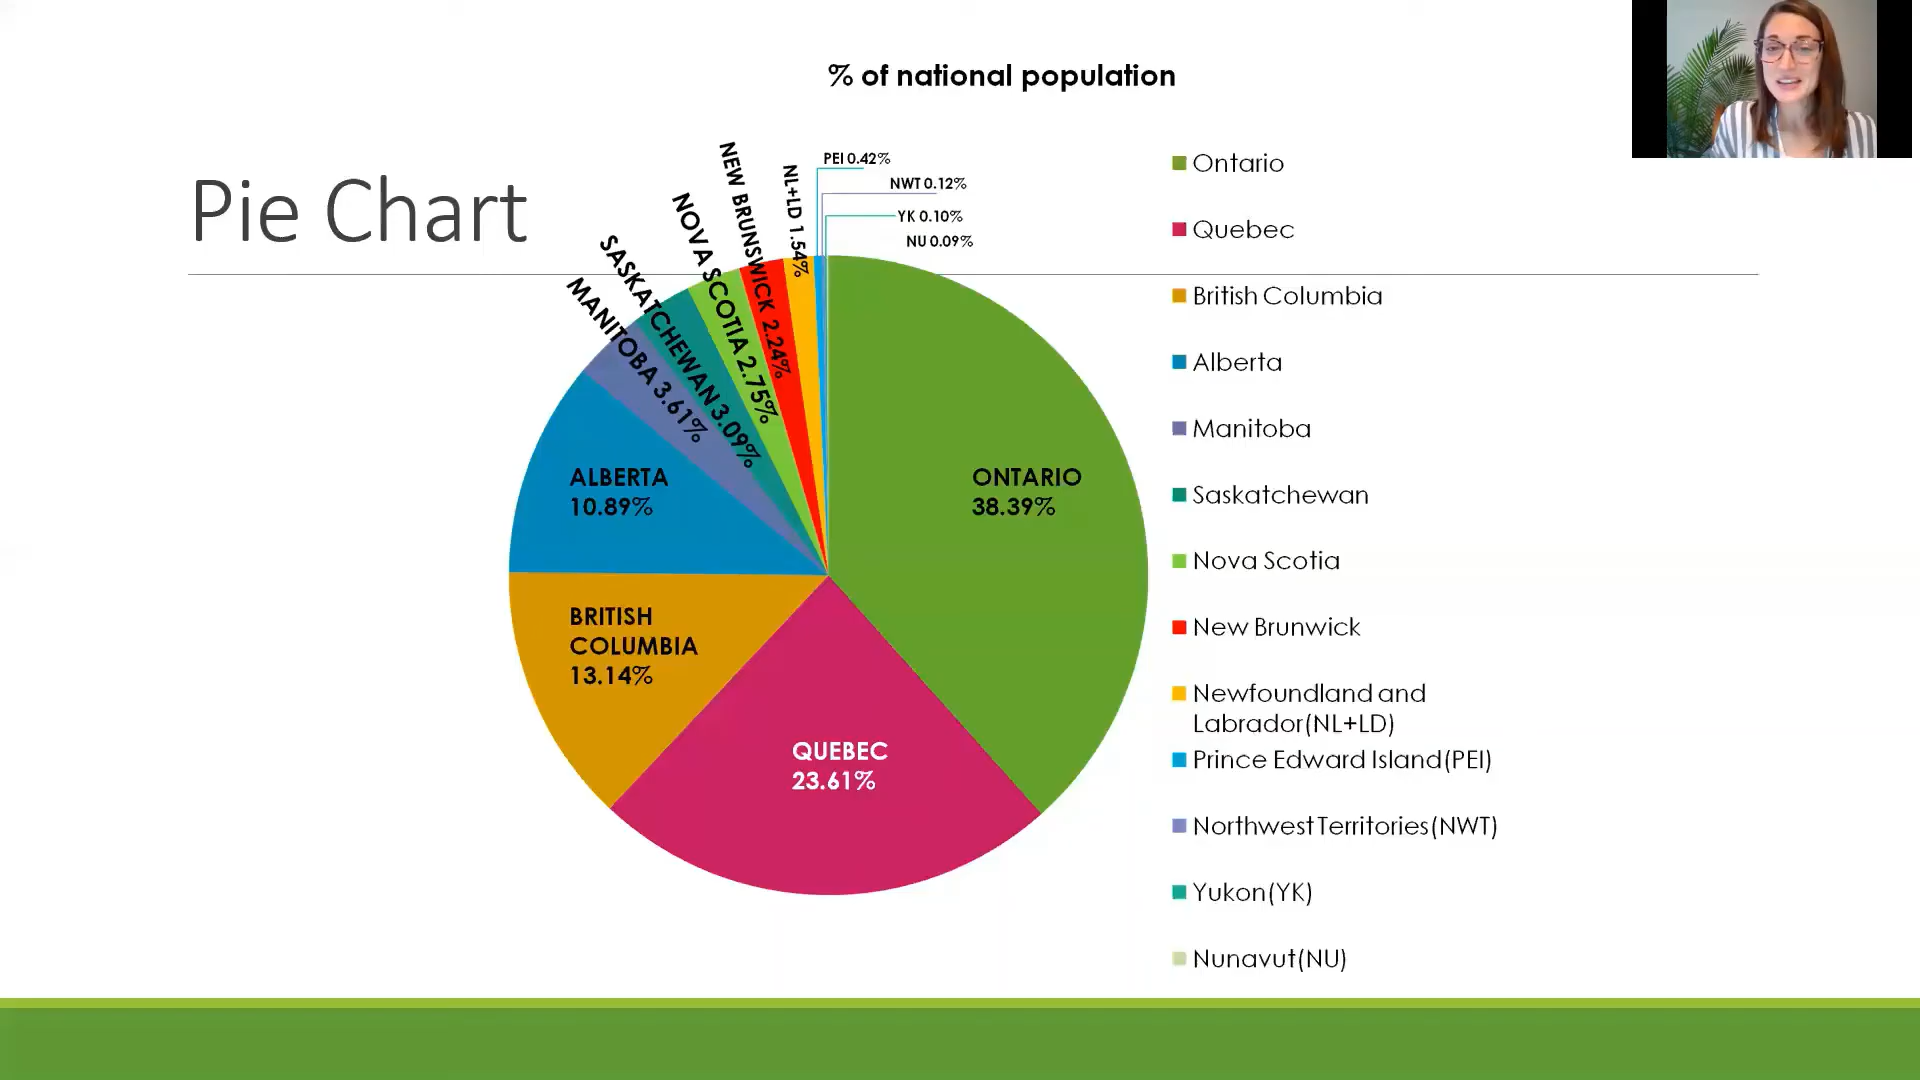 % of national population
Pie Chart
PEI 0.42%
NWT 0.12%
YK 0.10%
NU 0.09%
NL+LD 1.54%
NEW BRUNSWICK 2.24%
NOVA SCOTIA 2.75%
SASKATCHEWAN 3.09%
MANITOBA 3.61%
ALBERTA
10.89%
BRITISH
COLUMBIA
13.14%
QUEBEC
23.61%
ONTARIO
38.39%
Ontario
Quebec
British Columbia
Alberta
Manitoba
Saskatchewan
Nova Scotia
New Brunwick
Newfoundland and
Labrador(NL+LD)
Prince Edward Island(PEI)
Northwest Territories(NWT)
Yukon(YK)
Nunavut(NU)